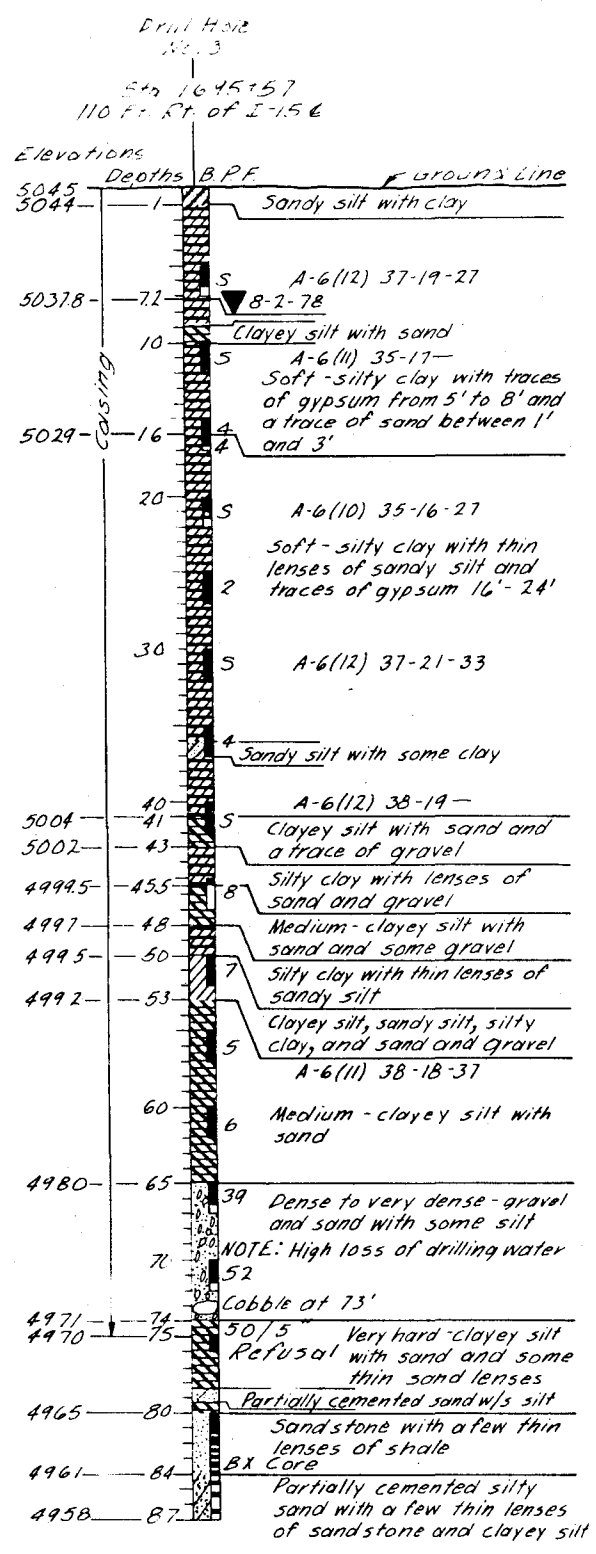 Drill Hole
No. 3
Sta 1645+57
110 Ft. Rt. of I-15 ₵
Elevations
Depths B.P.F.
Ground Line
5045
5044 1 Sandy silt with clay
S A-6(12) 37-19-27
5037.8 7.2 8-2-78
Clayey silt with sand
10 S A-6(11) 35-17—
Soft-silty clay with traces
of gypsum from 5' to 8' and
a trace of sand between 1'
and 3'
5029 16 4
4
Casing
20 S A-6(10) 35-16-27
Soft-silty clay with thin
lenses of sandy silt and
traces of gypsum 16'-24'
2
30 S A-6(12) 37-21-33
4
Sandy silt with some clay
40 A-6(12) 38-19—
5004 41 S
Clayey silt with sand and
a trace of gravel
5002 43
Silty clay with lenses of
sand and gravel
4999.5 45.5 8
Medium-clayey silt with
sand and some gravel
4997 48
Silty clay with thin lenses of
sandy silt
4995 50 7
Clayey silt, sandy silt, silty
clay, and sand and gravel
4992 53
A-6(11) 38-18-37
5
60 6 Medium-clayey silt with
sand
4980 65 39
Dense to very dense-gravel
and sand with some silt
NOTE: High loss of drilling water
52
Cobble at 73'
4971 74
4970 75 50/5
Refusal
Very hard-clayey silt
with sand and some
thin sand lenses
Partially cemented sand w/s silt
4965 80
Sandstone with a few thin
lenses of shale
BX Core
4961 84
Partially cemented silty
sand with a few thin lenses
of sandstone and clayey silt
4958 87